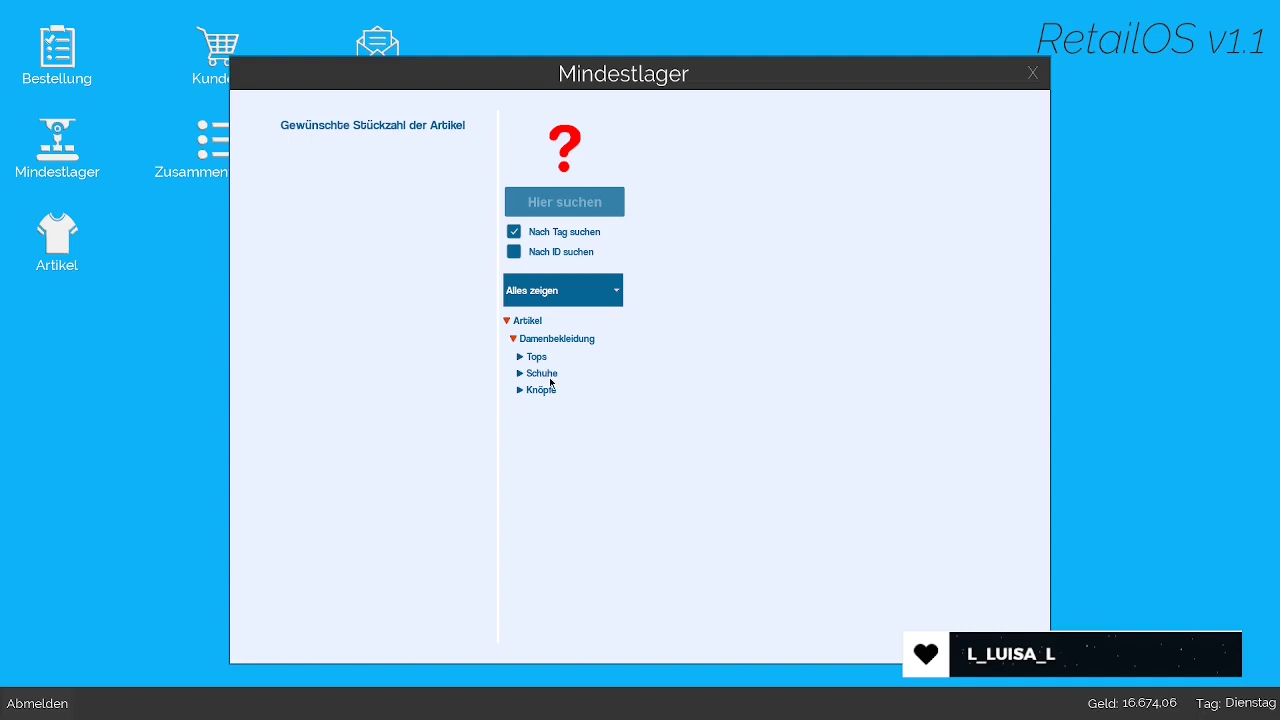 RetailOS v1.1
Bestellung
Kunde
Mindestlager
X
Gewünschte Stückzahl der Artikel
?
Mindestlager
Zusammen
Hier suchen
Nach Tag suchen
Nach ID suchen
Artikel
Alles zeigen
Artikel
Damenbekleidung
Tops
Schuhe
Knöpfe
L_LUISA_L
Abmelden
Geld: 16.674.06
Tag: Dienstag